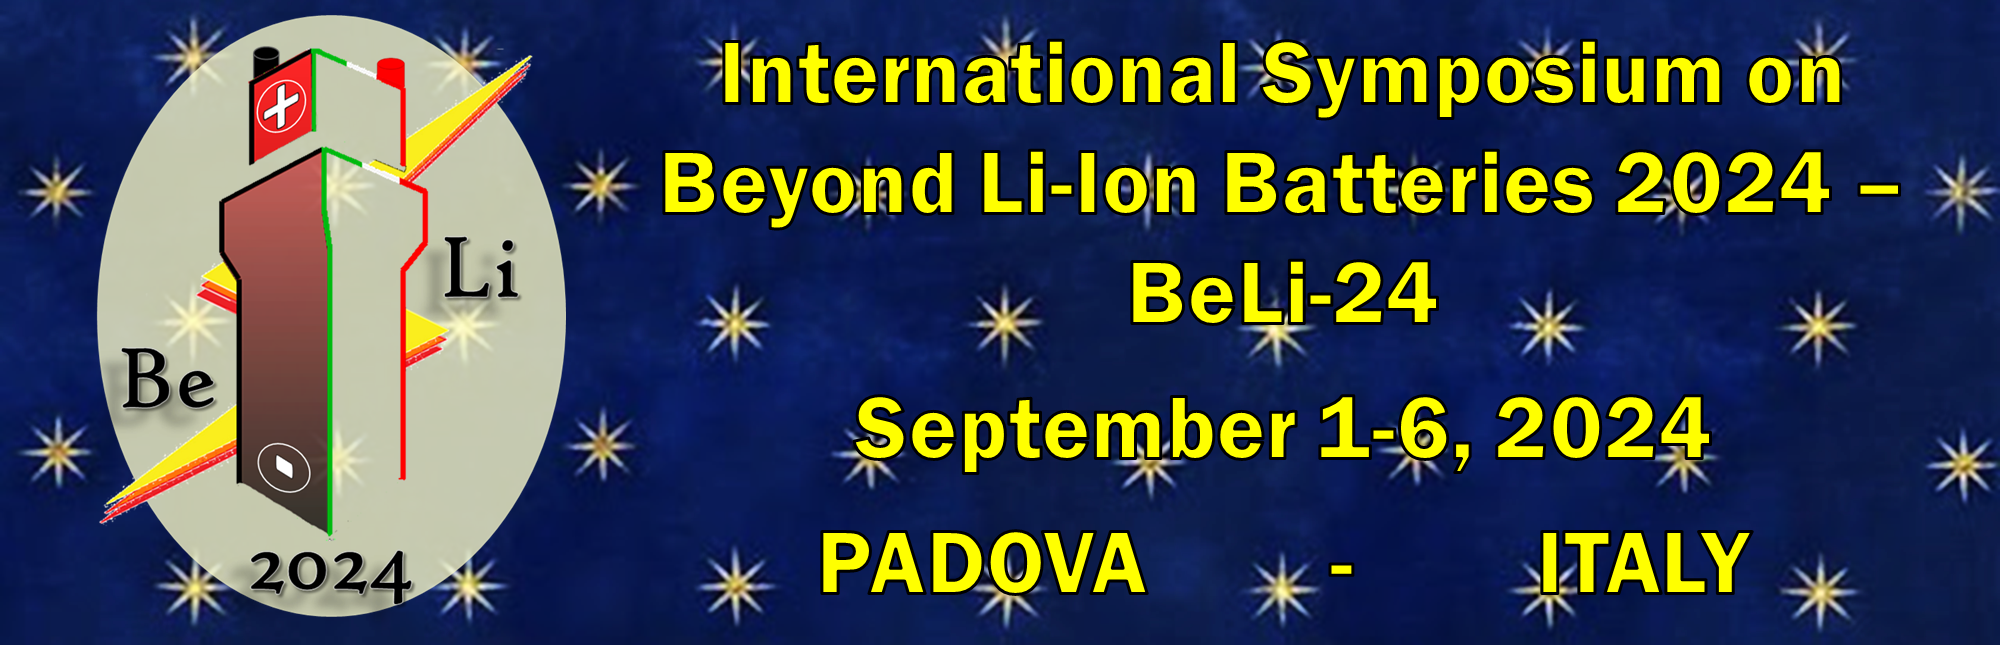 Be
Li
2024
International Symposium on
Beyond Li-Ion Batteries 2024 –
BeLi-24
September 1-6, 2024
PADOVA - ITALY